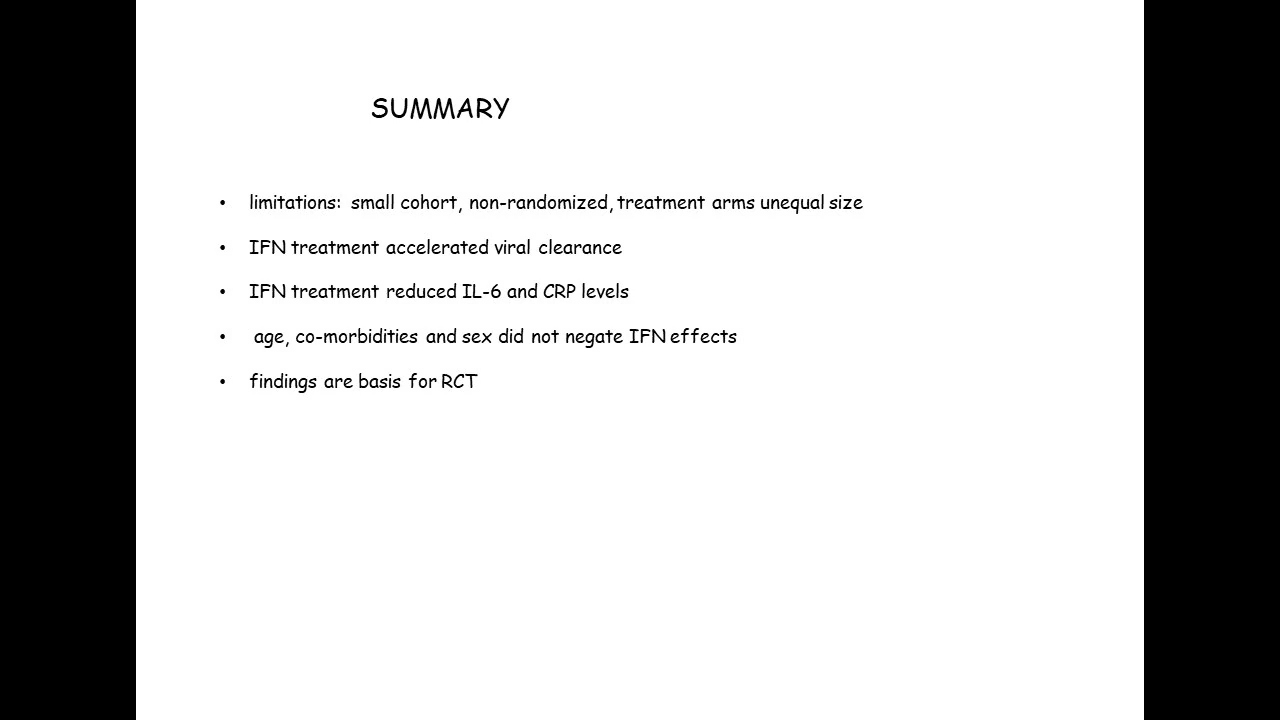 SUMMARY
• limitations: small cohort, non-randomized, treatment arms unequal size
• IFN treatment accelerated viral clearance
• IFN treatment reduced IL-6 and CRP levels
• age, co-morbidities and sex did not negate IFN effects
• findings are basis for RCT